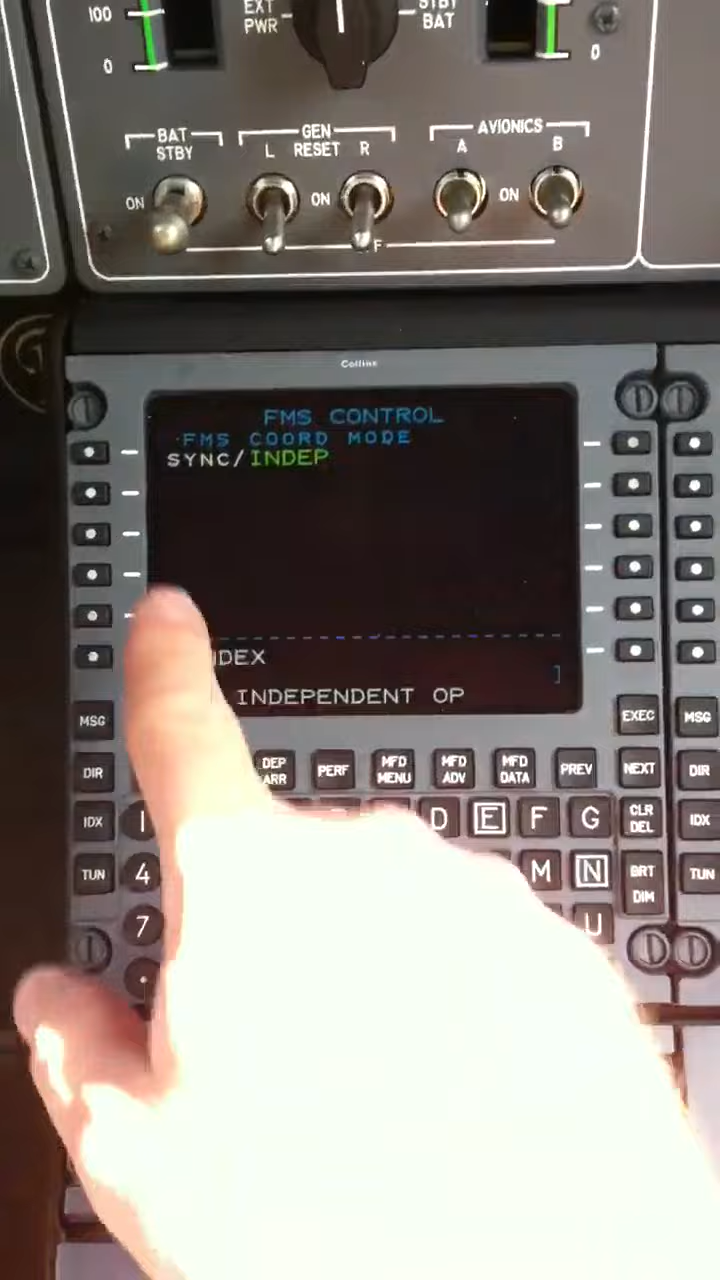 100
EXT
PWR
STBY
BAT
0
0
BAT
STBY
GEN
L RESET R
AVIONICS
A B
ON
ON
ON
Collins
FMS CONTROL
FMS COORD MODE
SYNC/INDEP
]
INDEPENDENT OP
MSG
EXEC
MSG
DIR
DEP
ARR
PERF
MFD
MENU
MFD
ADV
MFD
DATA
PREV
NEXT
DIR
IDX
1
D
E
F
G
CLR
DEL
IDX
TUN
4
M
N
BRT
DIM
TUN
7
U